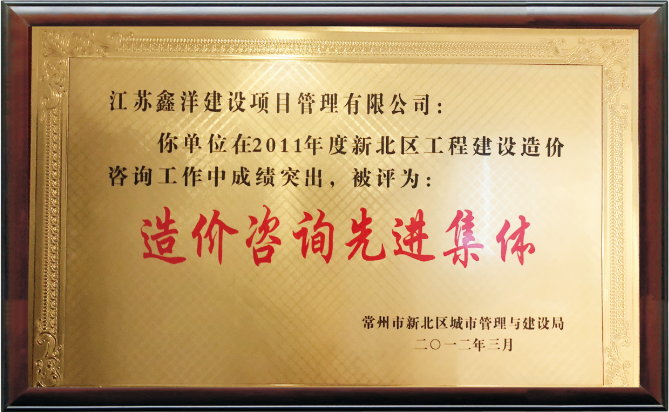 江苏鑫洋建设项目管理有限公司：
你单位在2011年度新北区工程建设造价
咨询工作中成绩突出，被评为：
造价咨询先进集体
常州市新北区城市管理与建设局
二〇一二年三月